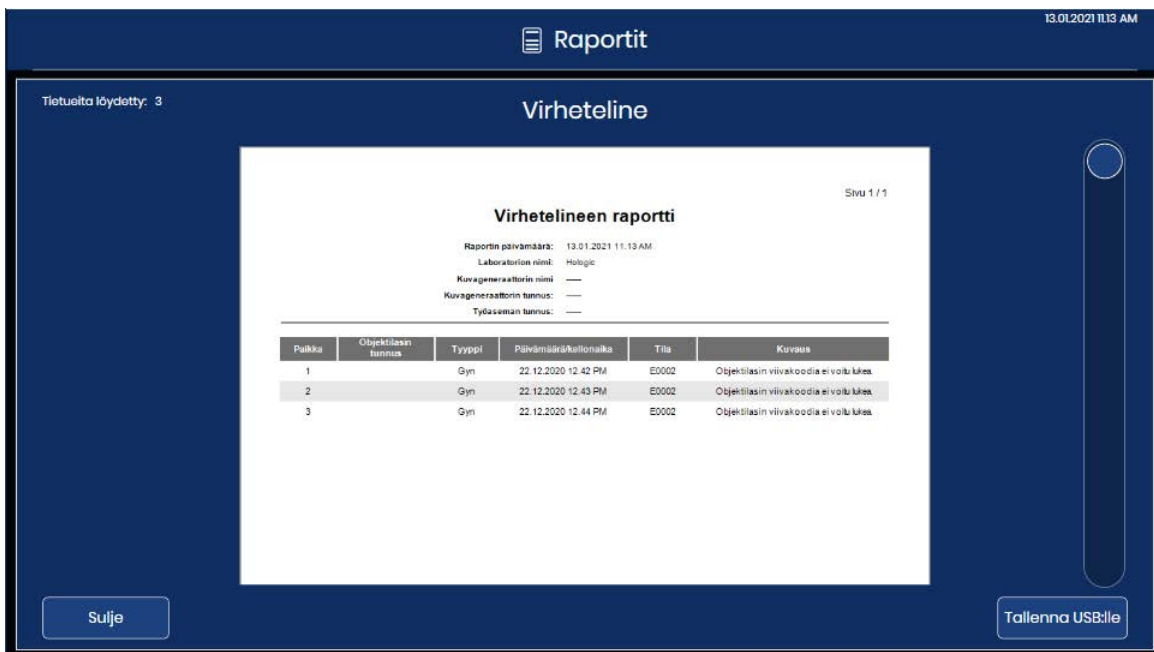 13.01.2021 11.13 AM
Raportit
Tietueita löydetty: 3
Virheteline
Sivu 1 / 1
Virhetelineen raportti
Raportin päivämäärä: 13.01.2021 11.13 AM
Laboratorion nimi: Hologic
Kuvageneraattorin nimi —
Kuvageneraattorin tunnus: —
Työaseman tunnus: —
Paikka Objektilasin tunnus Tyyppi Päivämäärä/kellonaika Tila Kuvaus
1 Gyn 22.12.2020 12.42 PM E0002 Objektilasin viivakoodia ei voitu lukea.
2 Gyn 22.12.2020 12.43 PM E0002 Objektilasin viivakoodia ei voitu lukea.
3 Gyn 22.12.2020 12.44 PM E0002 Objektilasin viivakoodia ei voitu lukea.
Sulje
Tallenna USB:lle